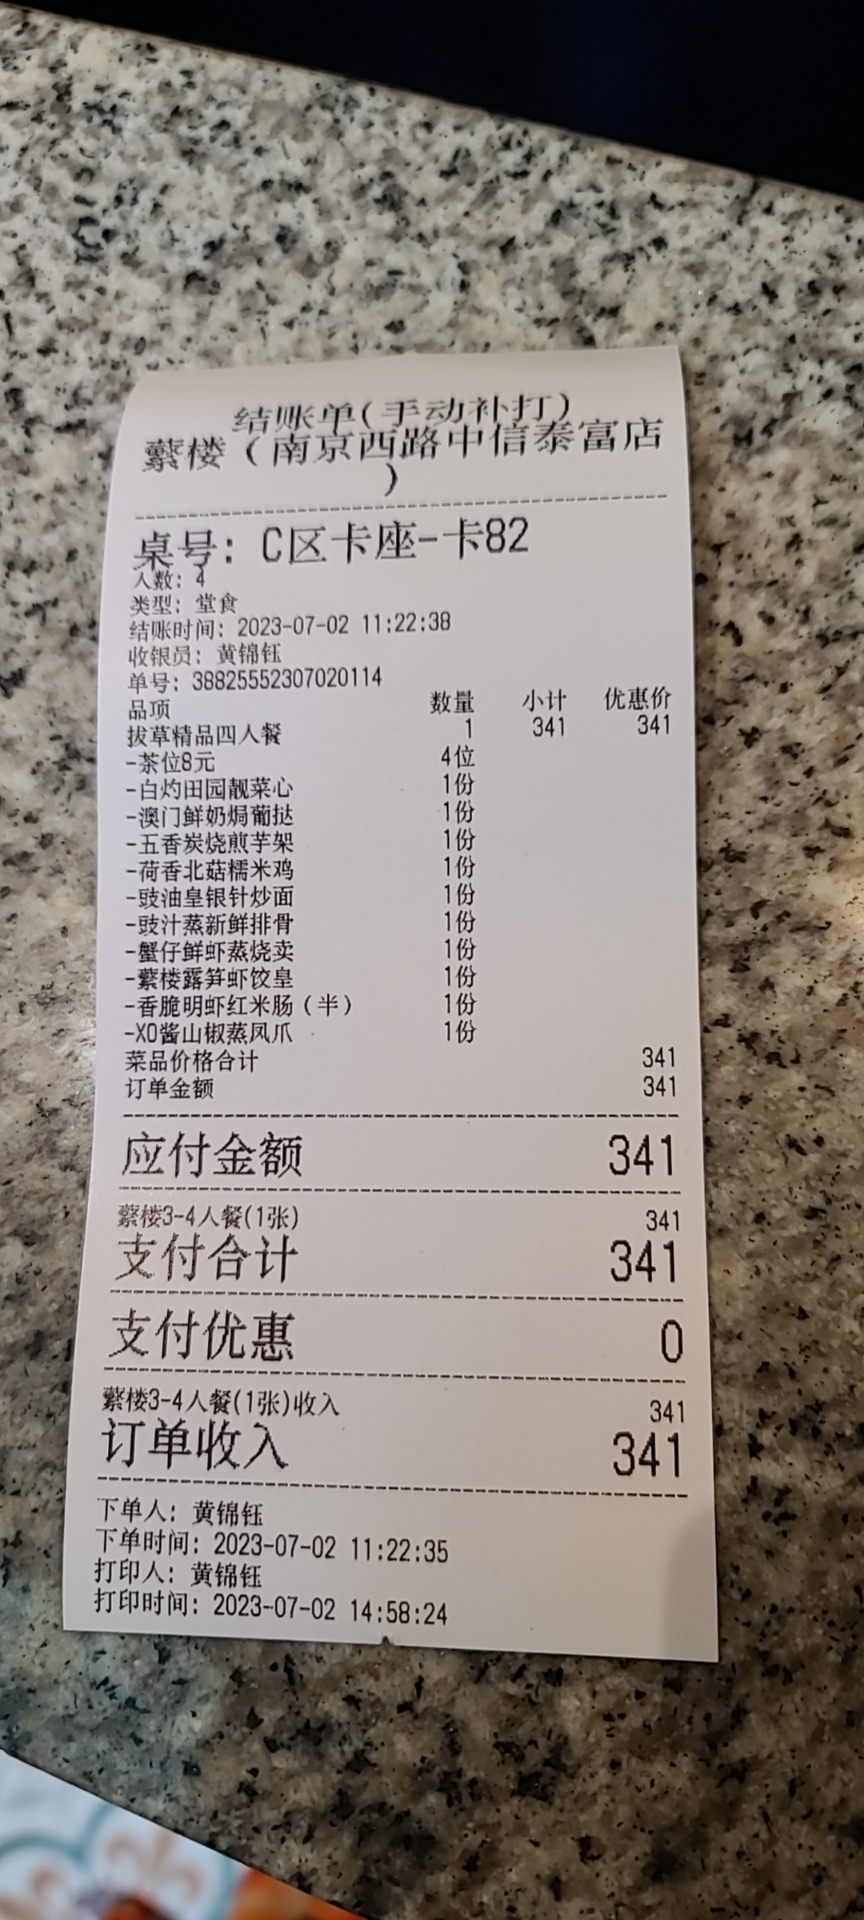 结账单(手动补打)
蘩楼（南京西路中信泰富店
）
桌号: C区卡座-卡82
人数: 4
类型: 堂食
结账时间: 2023-07-02 11:22:38
收银员: 黄锦钰
单号: 38825552307020114
品项 数量 小计 优惠价
拔草精品四人餐 1 341 341
-茶位8元 4位
-白灼田园靓菜心 1份
-澳门鲜奶焗葡挞 1份
-五香炭烧煎芋架 1份
-荷香北菇糯米鸡 1份
-豉油皇银针炒面 1份
-豉汁蒸新鲜排骨 1份
-蟹仔鲜虾蒸烧卖 1份
-蘩楼露笋虾饺皇 1份
-香脆明虾红米肠（半） 1份
-XO酱山椒蒸凤爪 1份
菜品价格合计 341
订单金额 341
应付金额 341
蘩楼3-4人餐(1张) 341
支付合计 341
支付优惠 0
蘩楼3-4人餐(1张)收入 341
订单收入 341
下单人: 黄锦钰
下单时间: 2023-07-02 11:22:35
打印人: 黄锦钰
打印时间: 2023-07-02 14:58:24